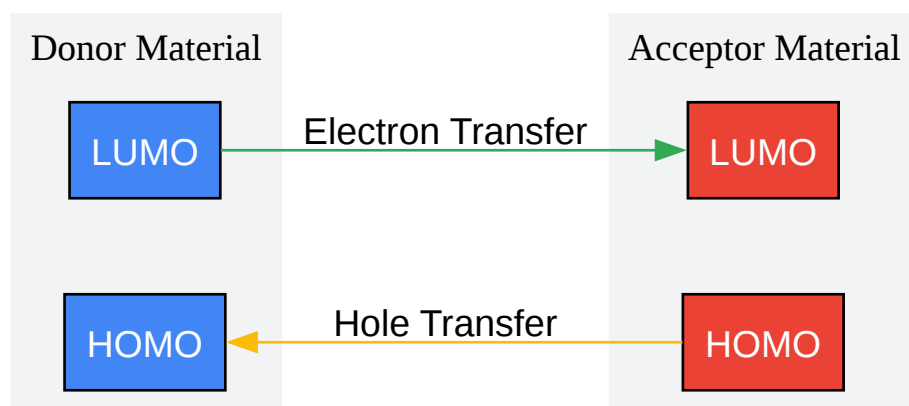 Donor Material
Acceptor Material
LUMO
Electron Transfer
LUMO
HOMO
Hole Transfer
HOMO